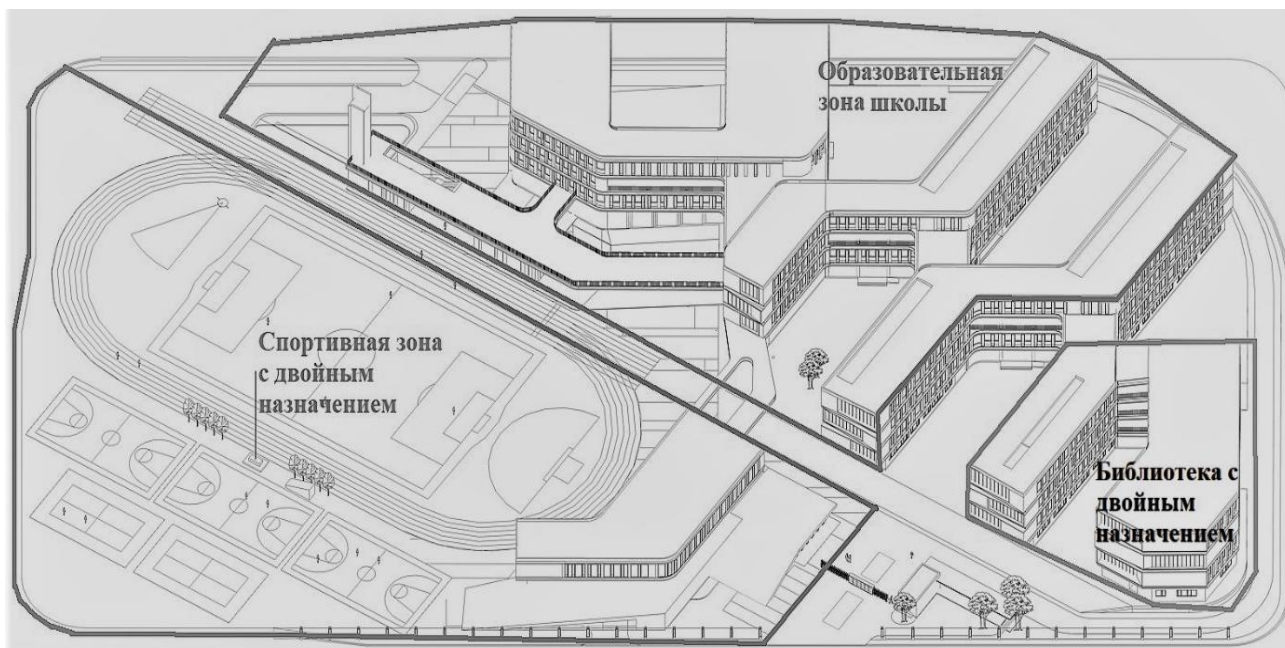 Образовательная
зона школы
Спортивная зона
с двойным
назначением
Библиотека с
двойным
назначением